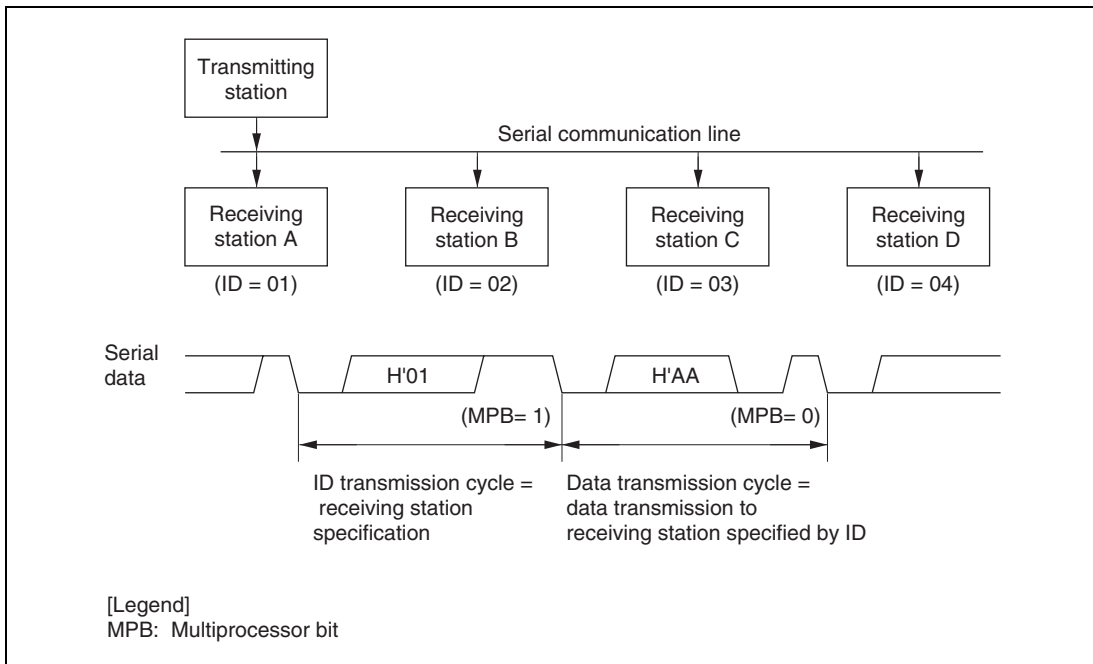 Transmitting
station
Serial communication line
Receiving
station A
Receiving
station B
Receiving
station C
Receiving
station D
(ID = 01)
(ID = 02)
(ID = 03)
(ID = 04)
Serial
data
H'01
H'AA
(MPB= 1)
(MPB= 0)
ID transmission cycle =
receiving station
specification
Data transmission cycle =
data transmission to
receiving station specified by ID
[Legend]
MPB: Multiprocessor bit